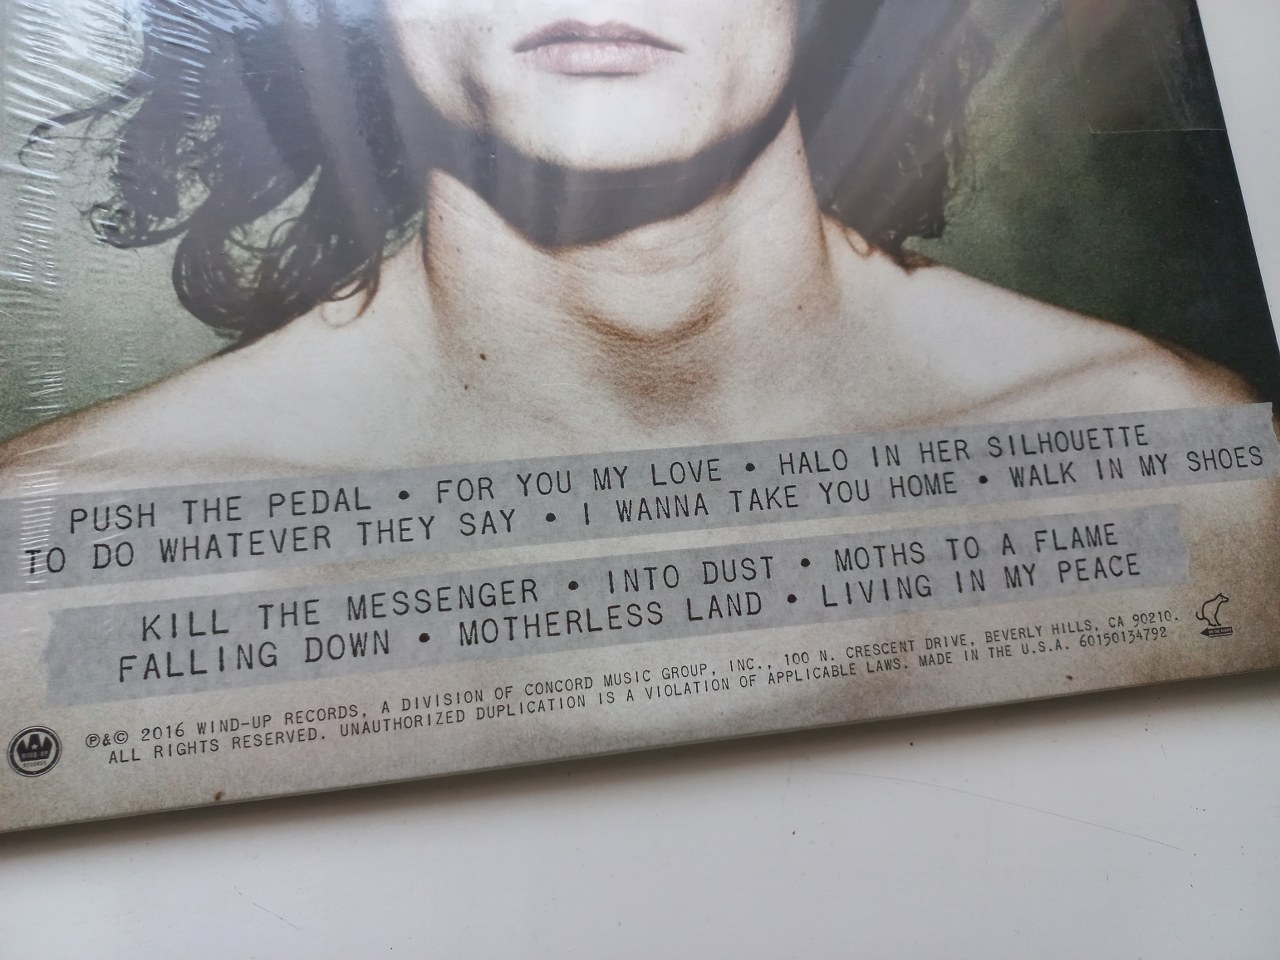 PUSH THE PEDAL • FOR YOU MY LOVE • HALO IN HER SILHOUETTE
TO DO WHATEVER THEY SAY • I WANNA TAKE YOU HOME • WALK IN MY SHOES
KILL THE MESSENGER • INTO DUST • MOTHS TO A FLAME
FALLING DOWN • MOTHERLESS LAND • LIVING IN MY PEACE
℗&© 2016 WIND-UP RECORDS, A DIVISION OF CONCORD MUSIC GROUP, INC., 100 N. CRESCENT DRIVE, BEVERLY HILLS, CA 90210.
ALL RIGHTS RESERVED. UNAUTHORIZED DUPLICATION IS A VIOLATION OF APPLICABLE LAWS. MADE IN THE U.S.A. 60150134792